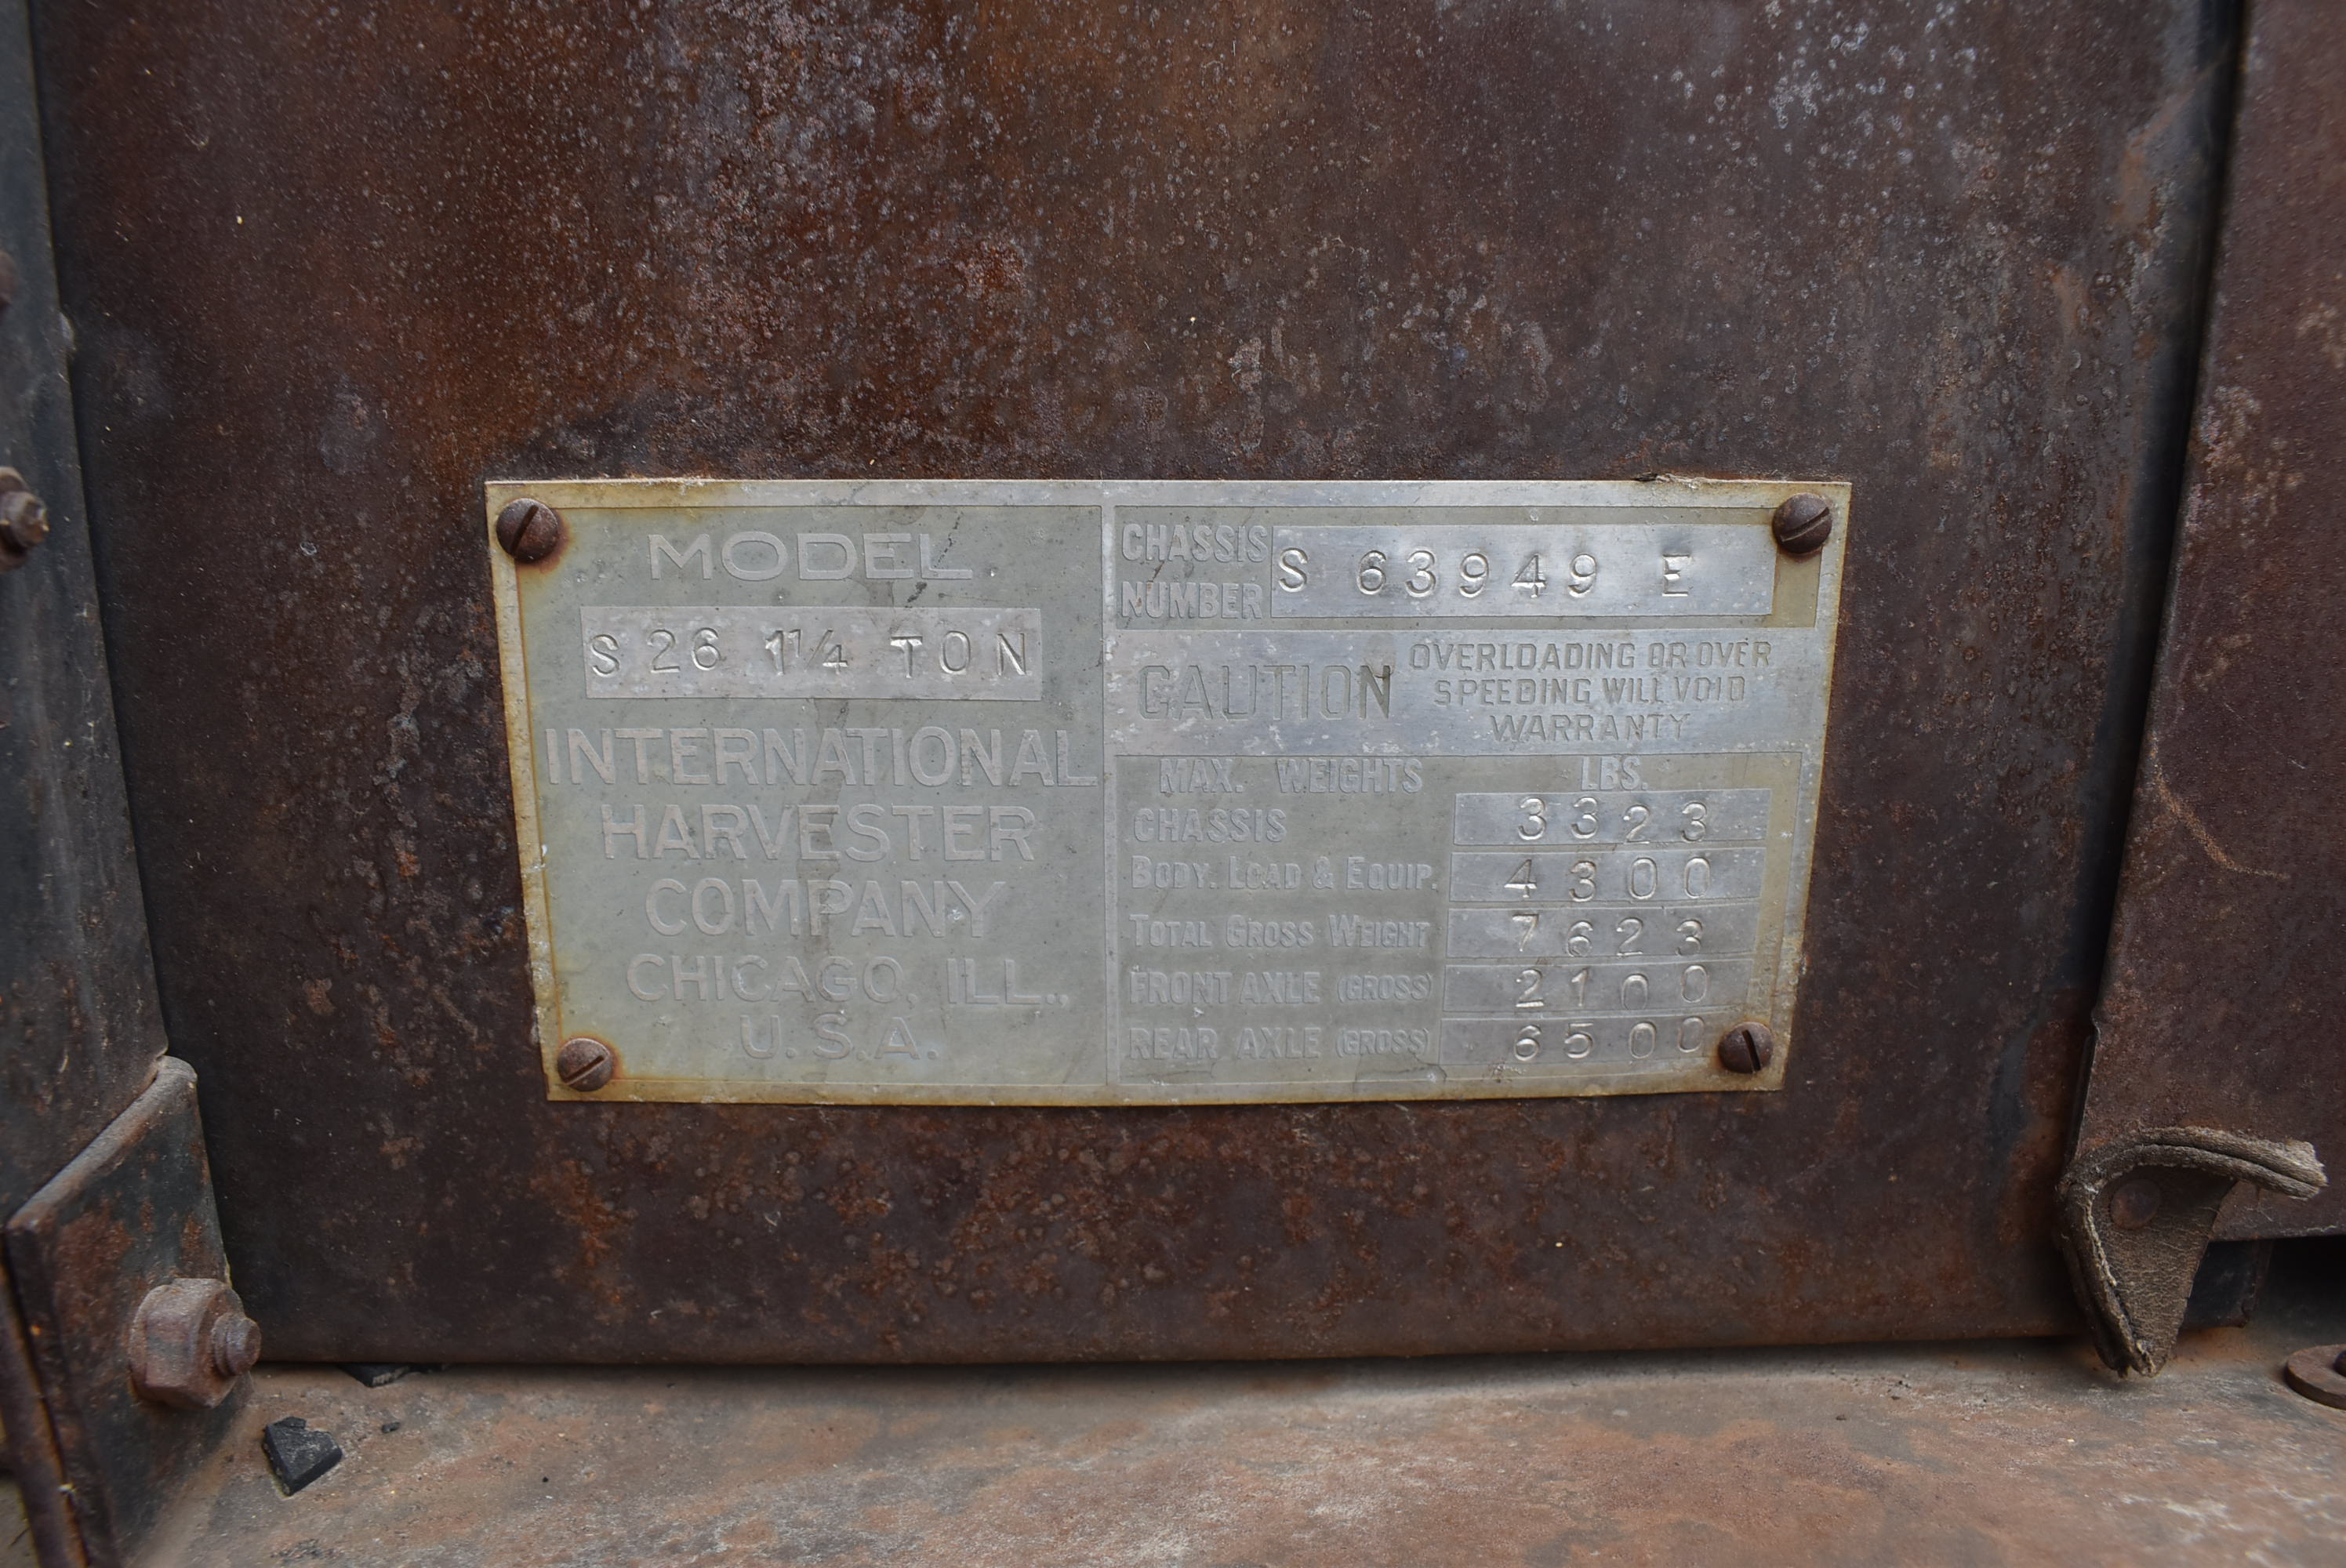 MODEL
S 26 1 1/4 TON
INTERNATIONAL
HARVESTER
COMPANY
CHICAGO, ILL.,
U.S.A.
CHASSIS
NUMBER
S 63949 E
CAUTION
OVERLOADING OR OVER
SPEEDING WILL VOID
WARRANTY
MAX. WEIGHTS LBS.
CHASSIS 3323
BODY. LOAD & EQUIP. 4300
TOTAL GROSS WEIGHT 7623
FRONT AXLE (GROSS) 2100
REAR AXLE (GROSS) 6500